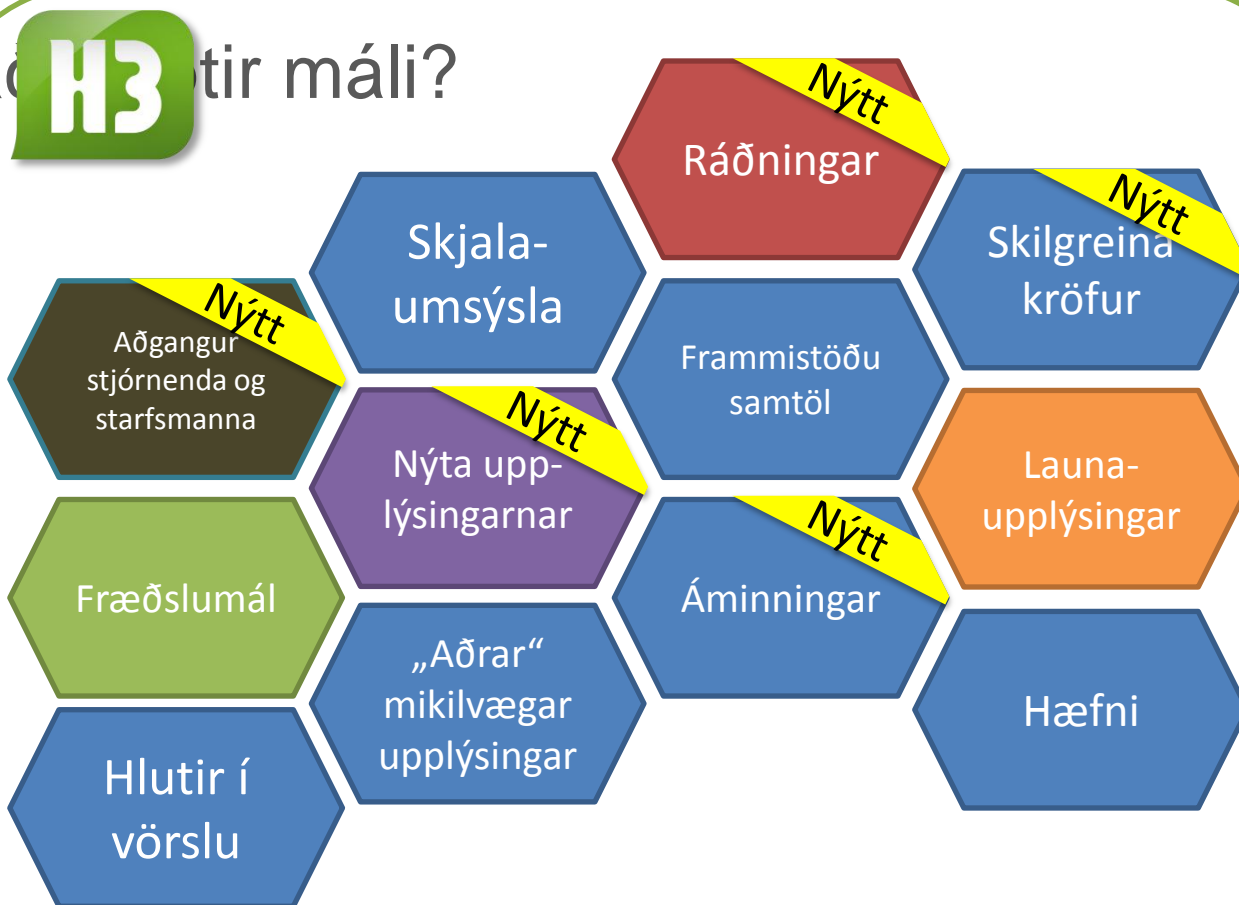 H3
tir máli?
Nýtt
Ráðningar
Nýtt
Skilgreina
kröfur
Skjala-
umsýsla
Nýtt
Aðgangur
stjórnenda og
starfsmanna
Frammistöðu
samtöl
Nýtt
Nýta upp-
lýsingarnar
Launa-
upplýsingar
Nýtt
Áminningar
Fræðslumál
„Aðrar“
mikilvægar
upplýsingar
Hæfni
Hlutir í
vörslu